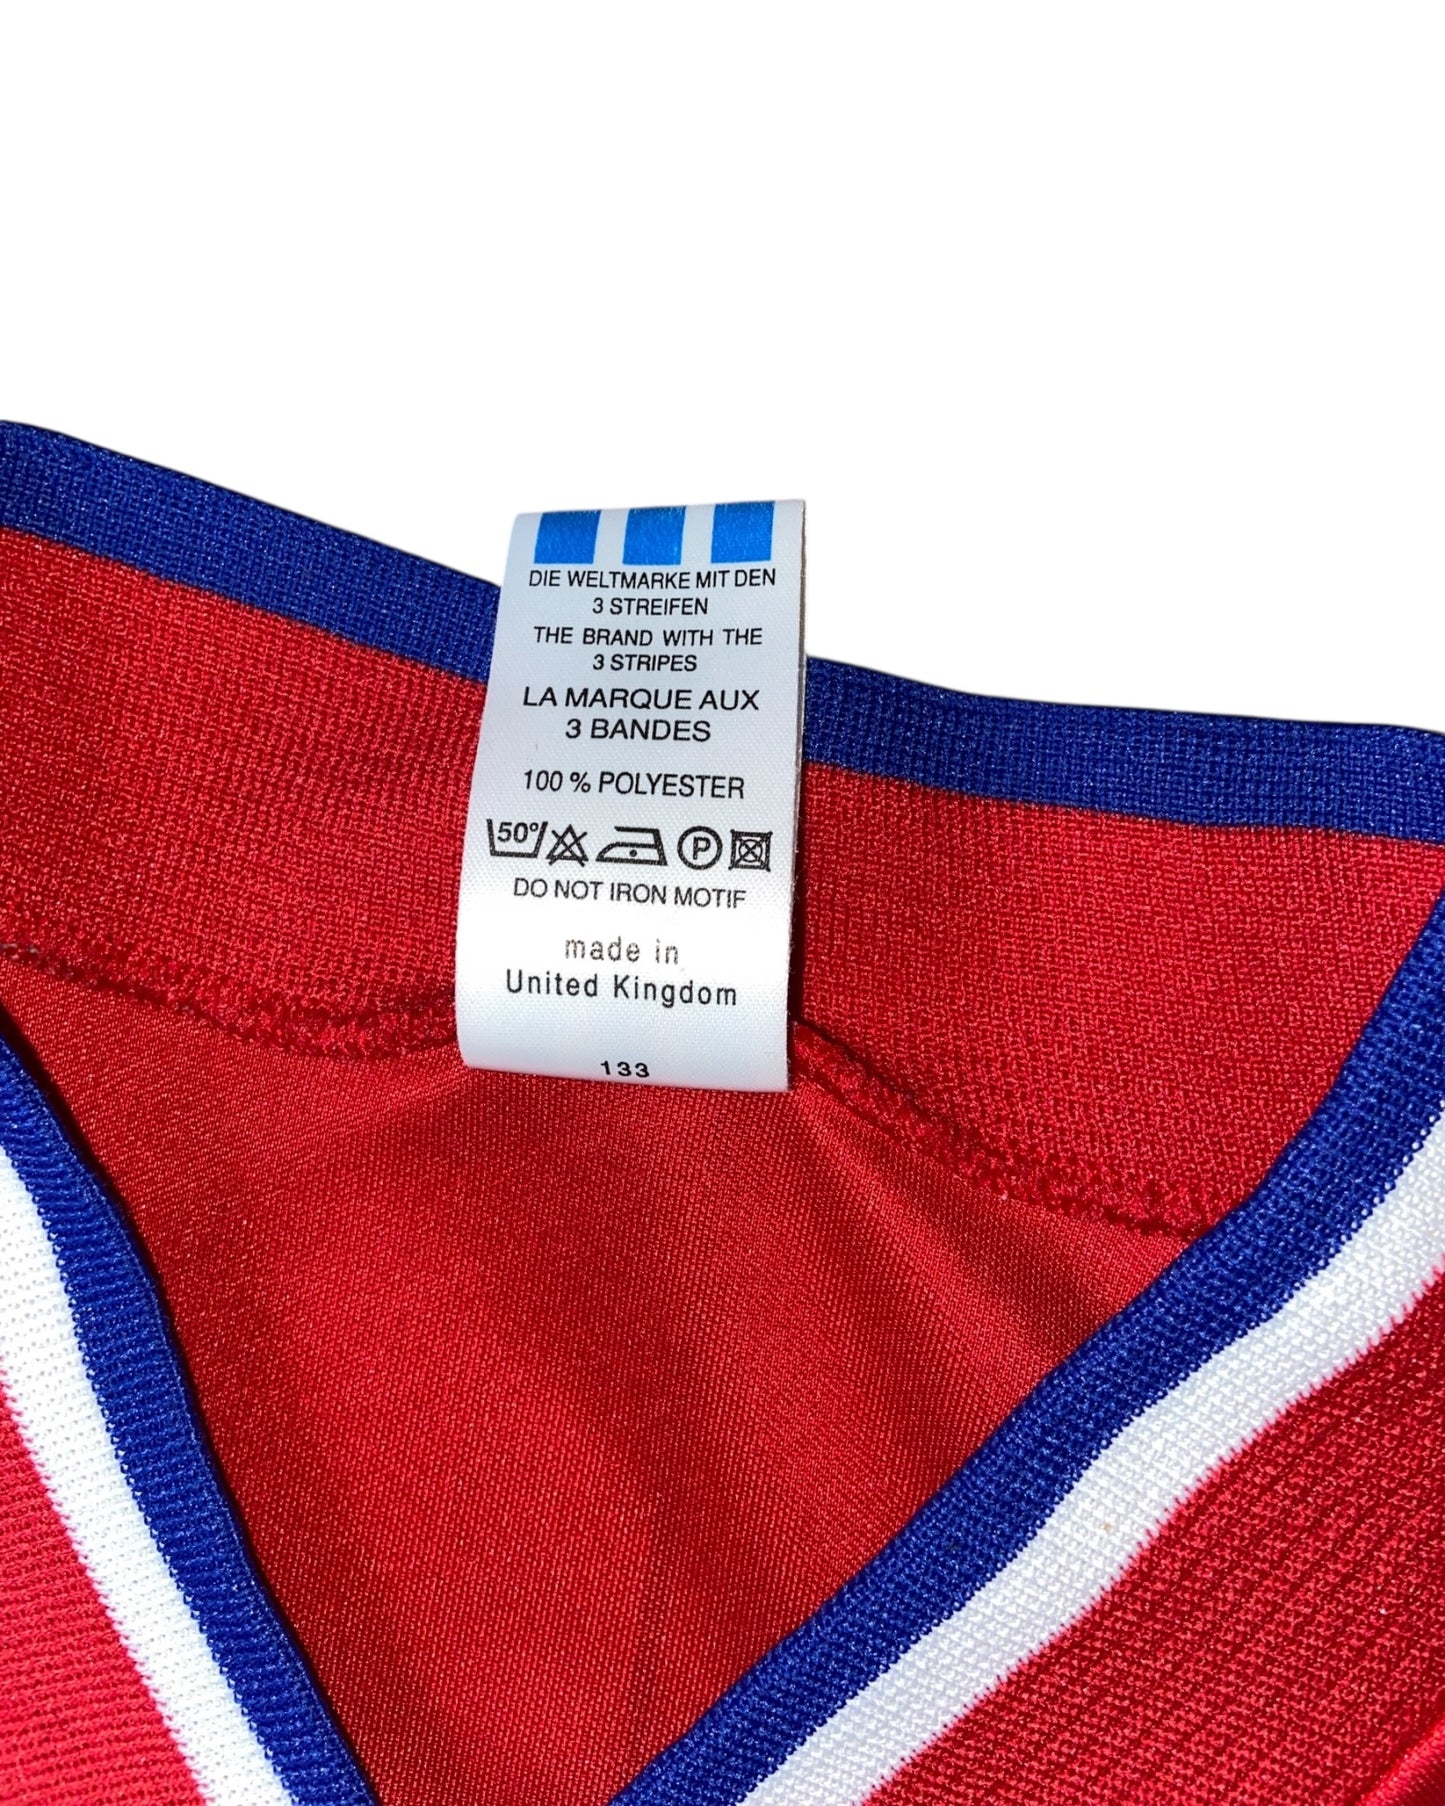 DIE WELTMARKE MIT DEN
3 STREIFEN
THE BRAND WITH THE
3 STRIPES
LA MARQUE AUX
3 BANDES
100 % POLYESTER
50° P
DO NOT IRON MOTIF
made in
United Kingdom
133